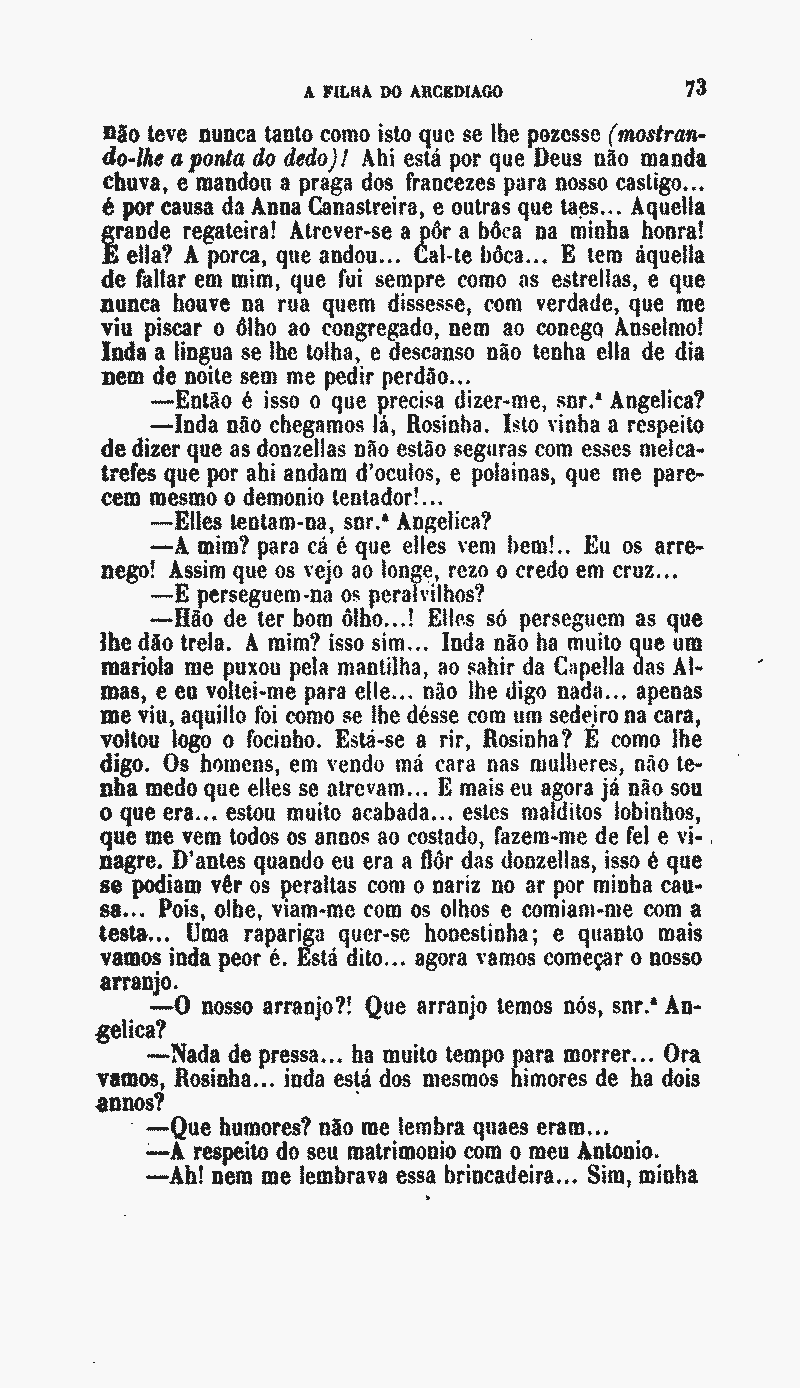 A FILHA DO ARCEDIAGO 73
não teve nunca tanto como isto que se lhe pozesse (mostran-
do-lhe a ponta do dedo)! Ahi está por que Deus não manda
chuva, e mandou a praga dos francezes para nosso castigo...
é por causa da Anna Canastreira, e outras que taes... Aquella
grande regateira! Atrever-se a pôr a bôca na minha honra!
E ella? A porca, que andou... Cal-te bôca... E tem áquella
de fallar em mim, que fui sempre como as estrellas, e que
nunca houve na rua quem dissesse, com verdade, que me
viu piscar o ôlho ao congregado, nem ao conego Anselmo!
Inda a lingua se lhe tolha, e descanso não tenha ella de dia
nem de noite sem me pedir perdão...
—Então é isso o que precisa dizer-me, snr.ª Angelica?
—Inda não chegamos lá, Rosinha. Isto vinha a respeito
de dizer que as donzellas não estão seguras com esses melca-
trefes que por ahi andam d'oculos, e polainas, que me pare-
cem mesmo o demonio tentador!...
—Elles tentam-na, snr.ª Angelica?
—A mim? para cá é que elles vem bem!.. Eu os arre-
nego! Assim que os vejo ao longe, rezo o credo em cruz...
—E perseguem-na os peralvilhos?
—Hão de ter bom ôlho...! Elles só perseguem as que
lhe dão trela. A mim? isso sim... Inda não ha muito que um
mariola me puxou pela mantilha, ao sahir da Capella das Al-
mas, e eu voltei-me para elle... não lhe digo nada... apenas
me viu, aquillo foi como se lhe désse com um sedeiro na cara,
voltou logo o focinho. Está-se a rir, Rosinha? É como lhe
digo. Os homens, em vendo má cara nas mulheres, não te-
nha medo que elles se atrevam... E mais eu agora já não sou
o que era... estou muito acabada... estes malditos lobinhos,
que me vem todos os annos ao costado, fazem-me de fel e vi-
nagre. D'antes quando eu era a flôr das donzellas, isso é que
se podiam vêr os peraltas com o nariz no ar por minha cau-
sa... Pois, olhe, viam-me com os olhos e comiam-me com a
testa... Uma rapariga quer-se honestinha; e quanto mais
vamos inda peor é. Está dito... agora vamos começar o nosso
arranjo.
—O nosso arranjo?! Que arranjo temos nós, snr.ª An-
gelica?
—Nada de pressa... ha muito tempo para morrer... Ora
vamos, Rosinha... inda está dos mesmos himores de ha dois
annos?
—Que humores? não me lembra quaes eram...
—A respeito do seu matrimonio com o meu Antonio.
—Ah! nem me lembrava essa brincadeira... Sim, minha